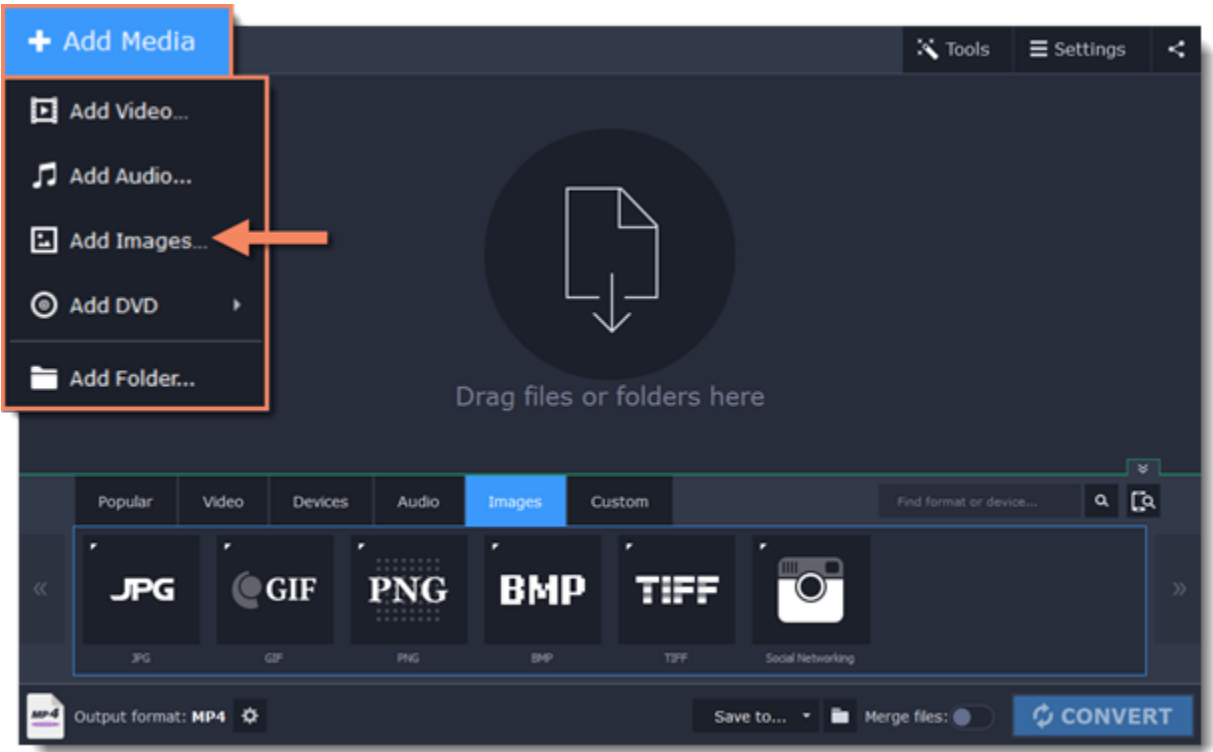 + Add Media
Tools
Settings
Add Video...
Add Audio...
Add Images...
Add DVD
Add Folder...
Drag files or folders here
Popular Video Devices Audio Images Custom
Find format or device...
JPG GIF PNG BMP TIFF
JPG GIF PNG BMP TIFF Social Networking
MP4 Output format: MP4 Save to... Merge files: CONVERT